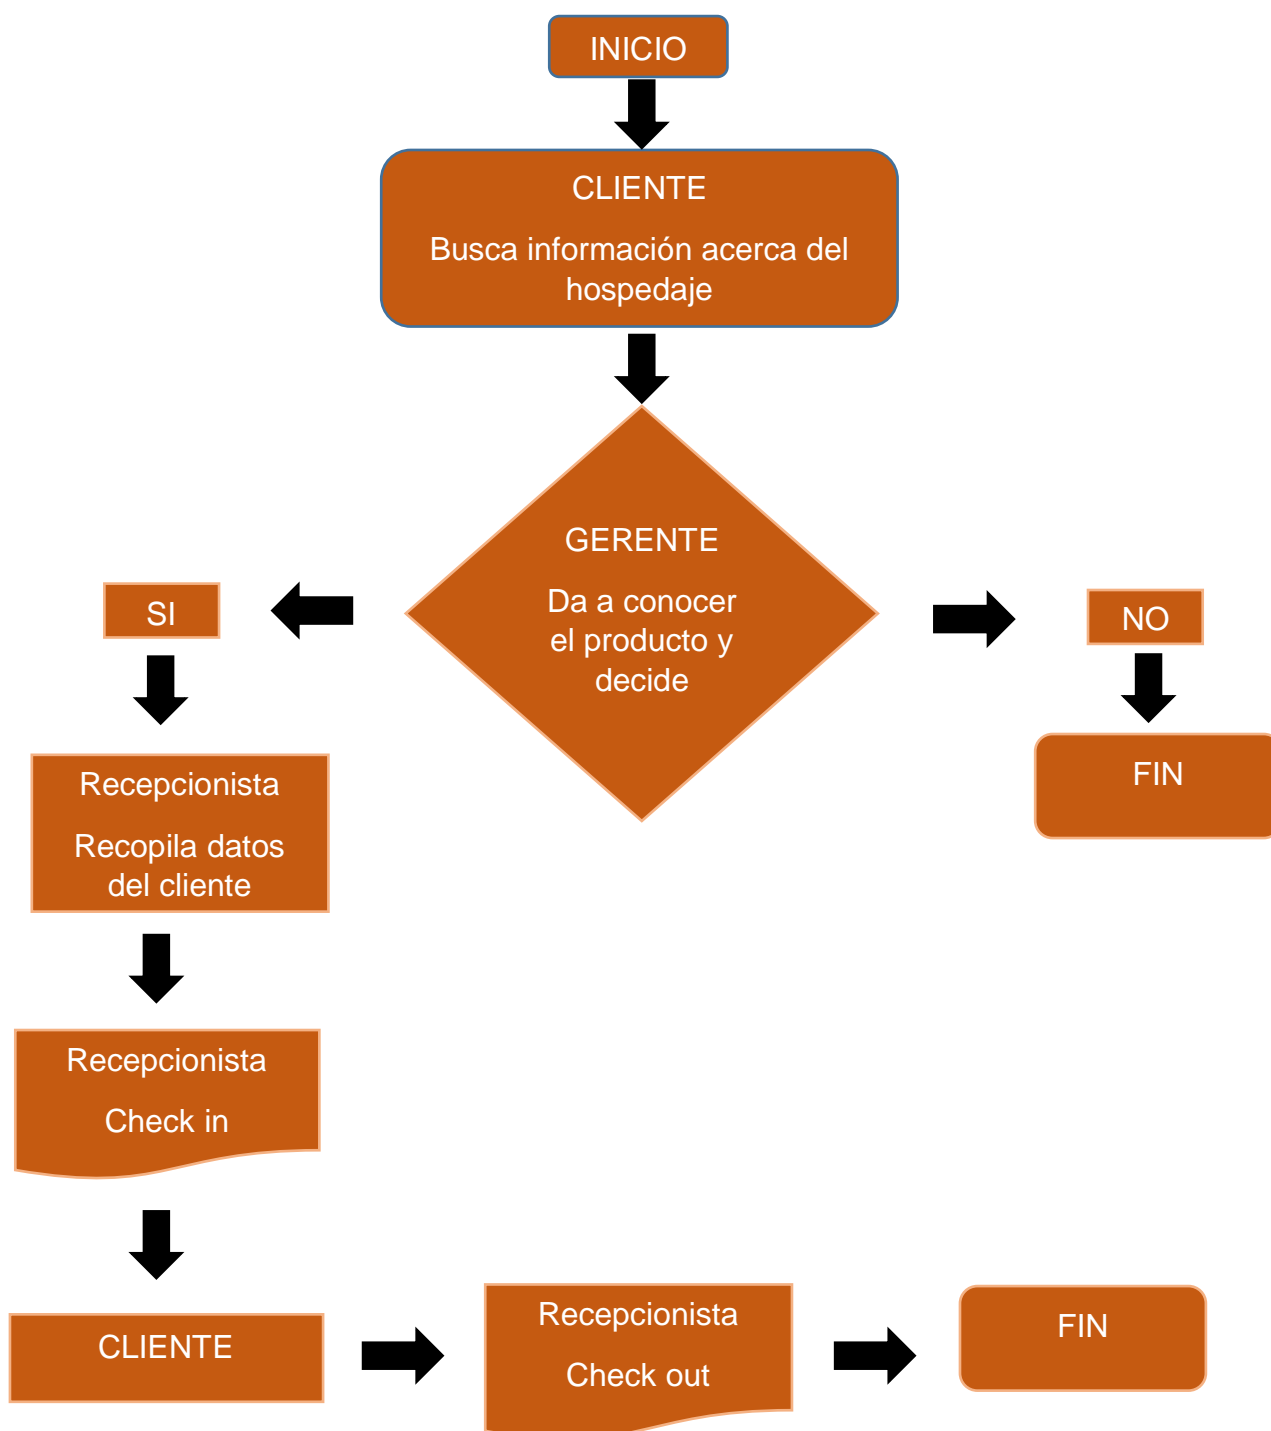 INICIO
CLIENTE
Busca información acerca del
hospedaje
GERENTE
Da a conocer
el producto y
decide
SI
NO
Recepcionista
Recopila datos
del cliente
FIN
Recepcionista
Check in
CLIENTE
Recepcionista
Check out
FIN